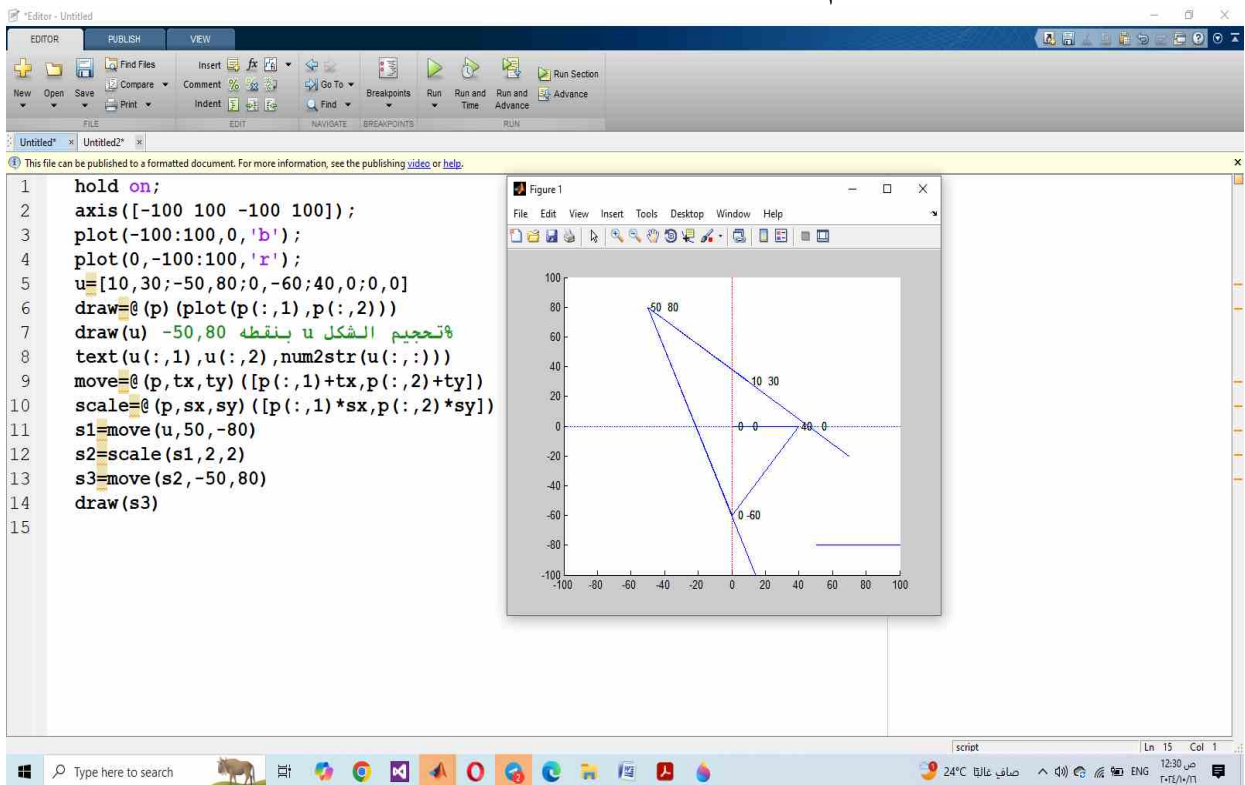 *Editor - Untitled
EDITOR PUBLISH VIEW
Find Files Insert fx
Compare Comment % Go To
New Open Save Print Indent Find Breakpoints Run Run and Time Run and Advance Run Section Advance
FILE EDIT NAVIGATE BREAKPOINTS RUN
Untitled* × Untitled2* ×
This file can be published to a formatted document. For more information, see the publishing video or help.
1 hold on;
2 axis([-100 100 -100 100]);
3 plot(-100:100,0,'b');
4 plot(0,-100:100,'r');
5 u=[10,30;-50,80;0,-60;40,0;0,0]
6 draw=@(p)(plot(p(:,1),p(:,2)))
7 draw(u) %تحجيم الشكل u بنقطه 50,80-
8 text(u(:,1),u(:,2),num2str(u(:,:)))
9 move=@(p,tx,ty)([p(:,1)+tx,p(:,2)+ty])
10 scale=@(p,sx,sy)([p(:,1)*sx,p(:,2)*sy])
11 s1=move(u,50,-80)
12 s2=scale(s1,2,2)
13 s3=move(s2,-50,80)
14 draw(s3)
15
Figure 1
File Edit View Insert Tools Desktop Window Help
100
80
60
40
20
0
-20
-40
-60
-80
-100
-100 -80 -60 -40 -20 0 20 40 60 80 100
-50 80
10 30
0 0
40 0
0 -60
script Ln 15 Col 1
Type here to search
24°C صافٍ غالبًا ENG
12:30 ص
٢٠٢٤/١٠/١٦